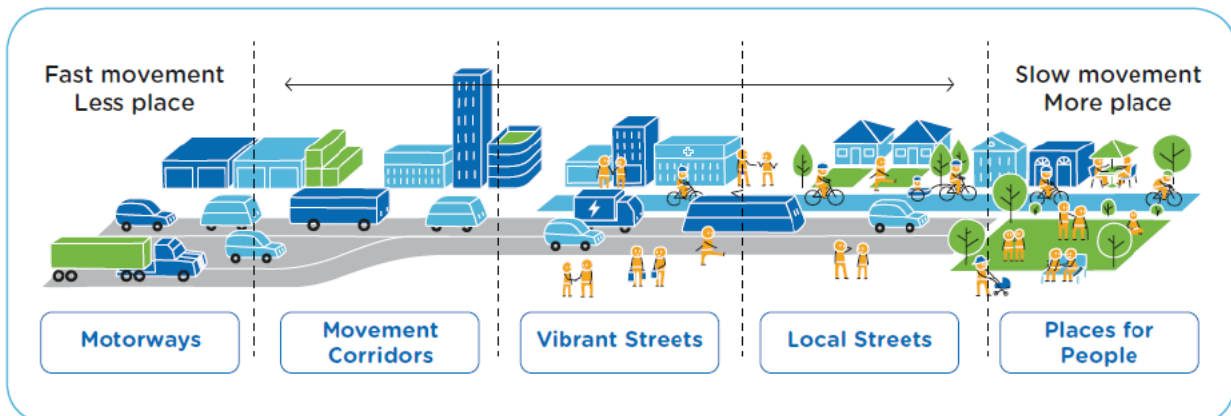 Fast movement
Less place
Slow movement
More place
Motorways
Movement
Corridors
Vibrant Streets
Local Streets
Places for
People